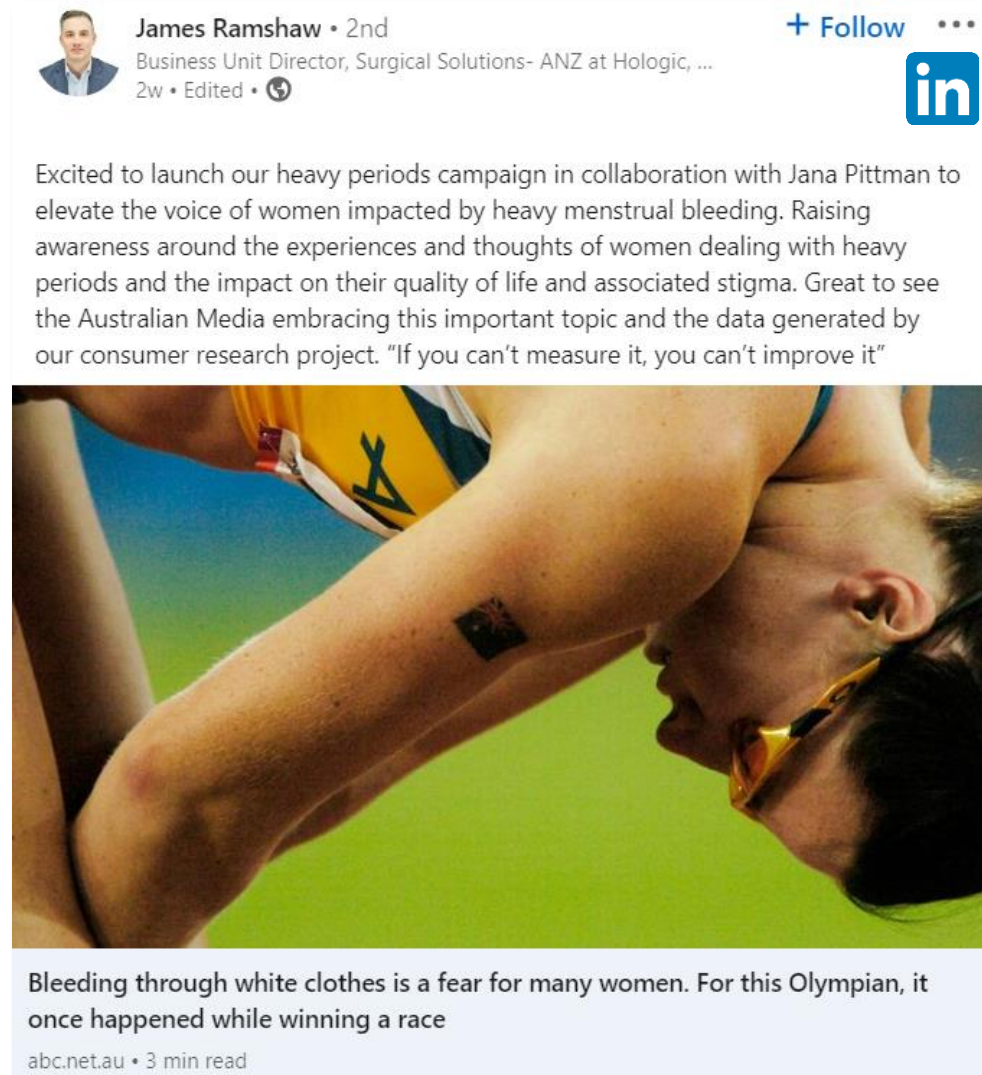 James Ramshaw • 2nd
+ Follow
Business Unit Director, Surgical Solutions- ANZ at Hologic, ...
2w • Edited •
in
Excited to launch our heavy periods campaign in collaboration with Jana Pittman to
elevate the voice of women impacted by heavy menstrual bleeding. Raising
awareness around the experiences and thoughts of women dealing with heavy
periods and the impact on their quality of life and associated stigma. Great to see
the Australian Media embracing this important topic and the data generated by
our consumer research project. “If you can’t measure it, you can’t improve it”
A
Bleeding through white clothes is a fear for many women. For this Olympian, it
once happened while winning a race
abc.net.au • 3 min read